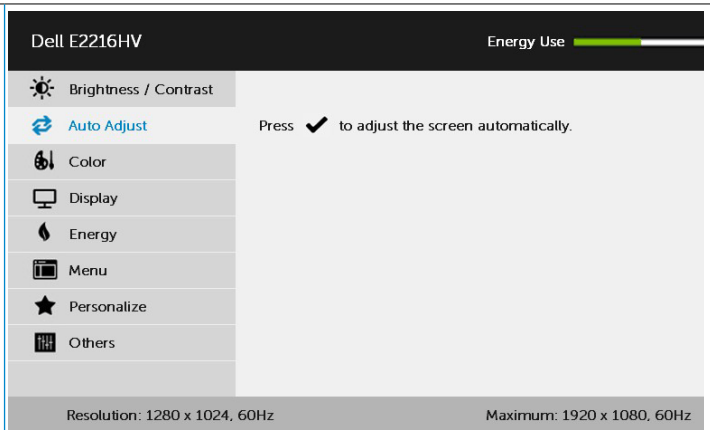 Dell E2216HV
Energy Use
Brightness / Contrast
Auto Adjust
Press ✔ to adjust the screen automatically.
Color
Display
Energy
Menu
Personalize
Others
Resolution: 1280 x 1024, 60Hz
Maximum: 1920 x 1080, 60Hz